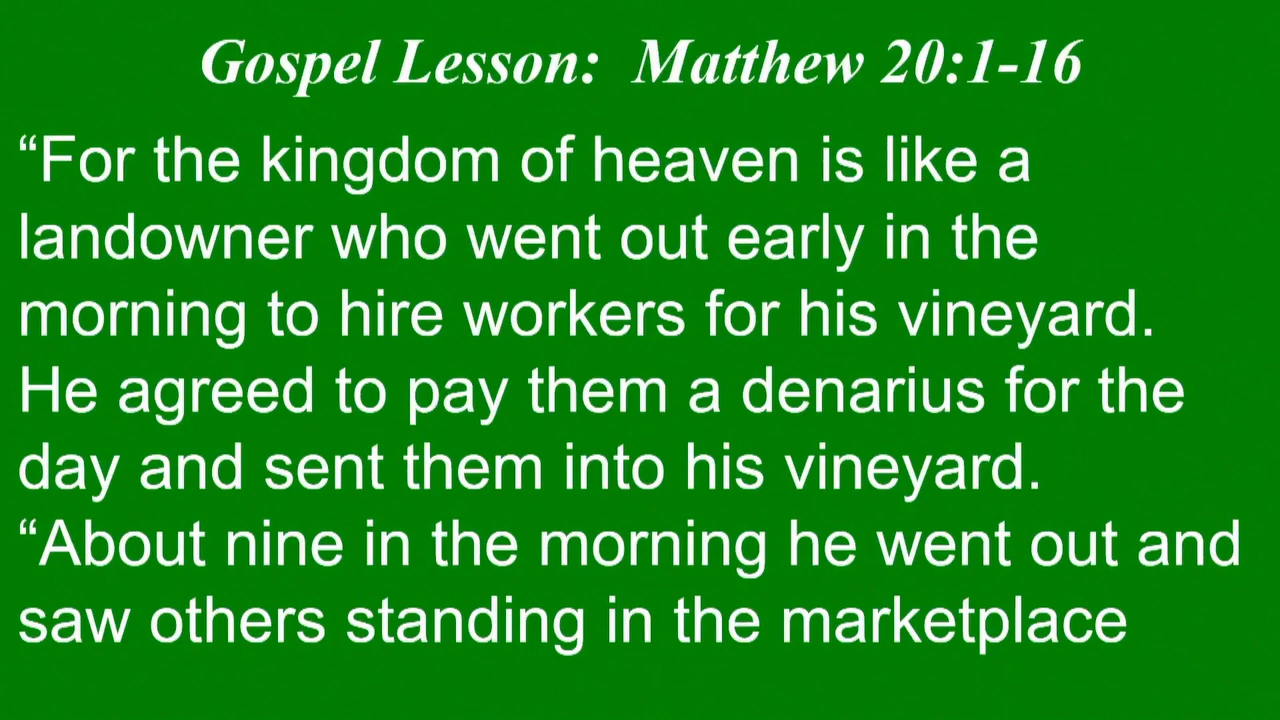 Gospel Lesson:  Matthew 20:1-16
“For the kingdom of heaven is like a
landowner who went out early in the
morning to hire workers for his vineyard.
He agreed to pay them a denarius for the
day and sent them into his vineyard.
“About nine in the morning he went out and
saw others standing in the marketplace